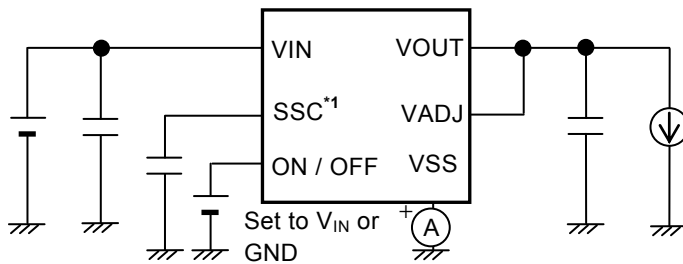 VIN VOUT
SSC*1 VADJ
ON / OFF VSS
Set to VIN or
GND
+
A